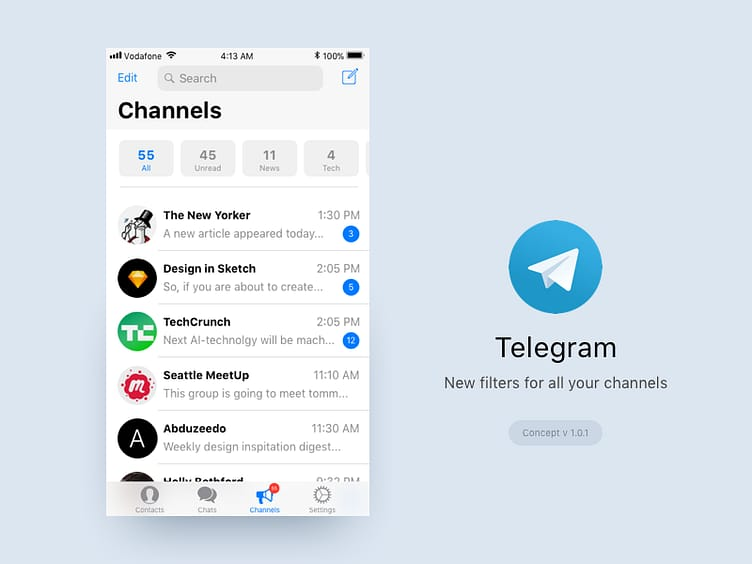 Vodafone 4:13 AM 100%
Edit Search
Channels
55 45 11 4
All Unread News Tech
The New Yorker 1:30 PM
A new article appeared today... 3
Design in Sketch 2:05 PM
So, if you are about to create... 5
TC
TechCrunch 2:05 PM
Next AI-technolgy will be mach... 12
m
Seattle MeetUp 11:10 AM
This group is going to meet tomm...
A
Abduzeedo 11:30 AM
Weekly design inspitation digest...
Contacts Chats Channels Settings
Telegram
New filters for all your channels
Concept v 1.0.1